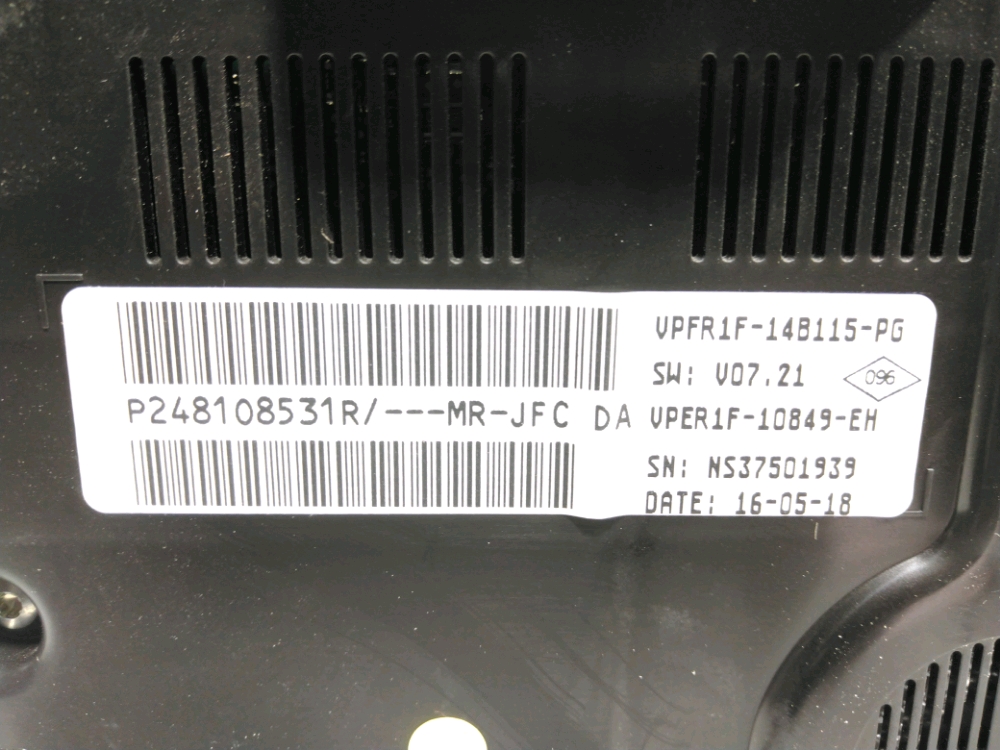 VPFR1F-14B115-PG
SW: V07.21
096
P248108531R/---MR-JFC DA
VPER1F-10849-EH
SN: NS37501939
DATE: 16-05-18